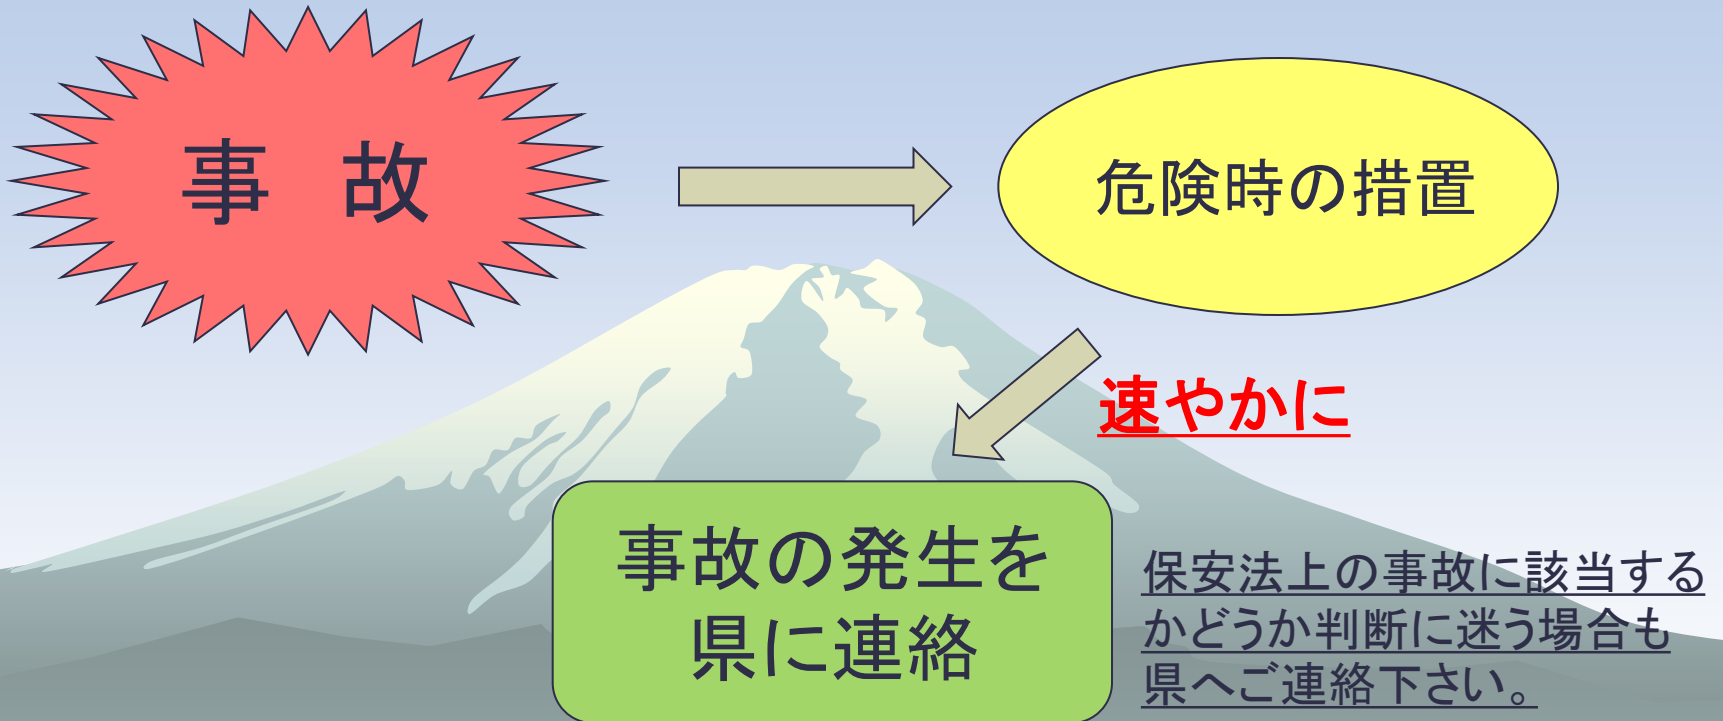 事 故
危険時の措置
速やかに
事故の発生を
県に連絡
保安法上の事故に該当する
かどうか判断に迷う場合も
県へご連絡下さい。